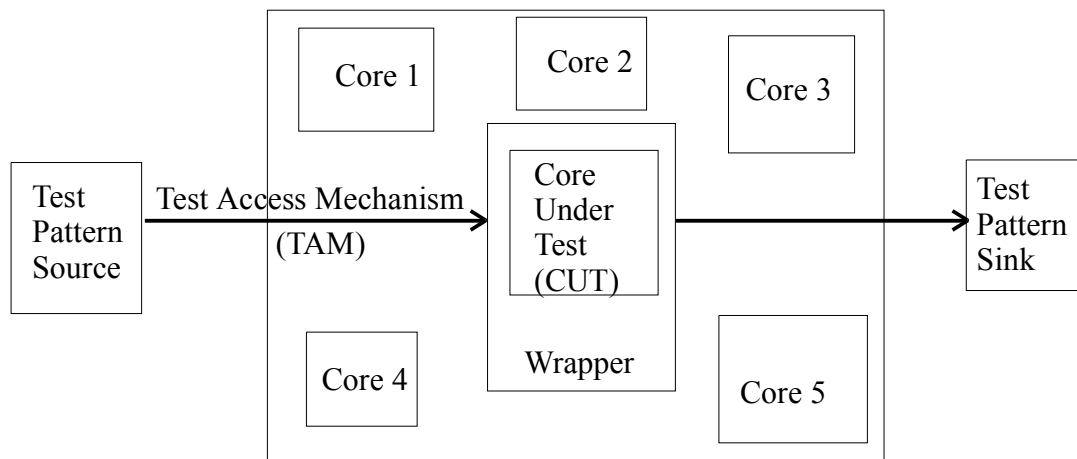 Core 1
Core 2
Core 3
Test
Pattern
Source
Test Access Mechanism
(TAM)
Core
Under
Test
(CUT)
Wrapper
Test
Pattern
Sink
Core 4
Core 5